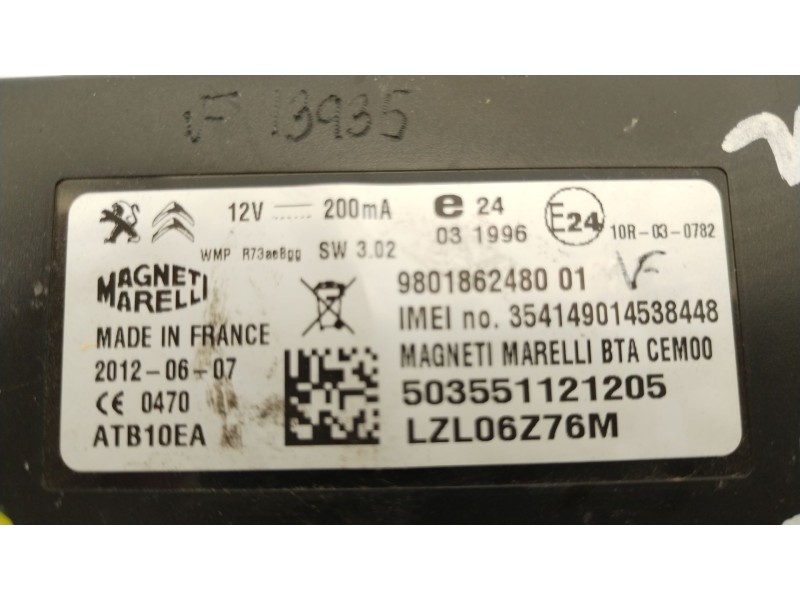 VF 13935
12V 200mA
e 24
E24
03 1996
10R-03-0782
WMP R73ae8gg SW 3.02
MAGNETI
MARELLI
9801862480 01 VF
IMEI no. 354149014538448
MADE IN FRANCE
MAGNETI MARELLI BTA CEM00
2012-06-07
503551121205
CE 0470
LZL06Z76M
ATB10EA